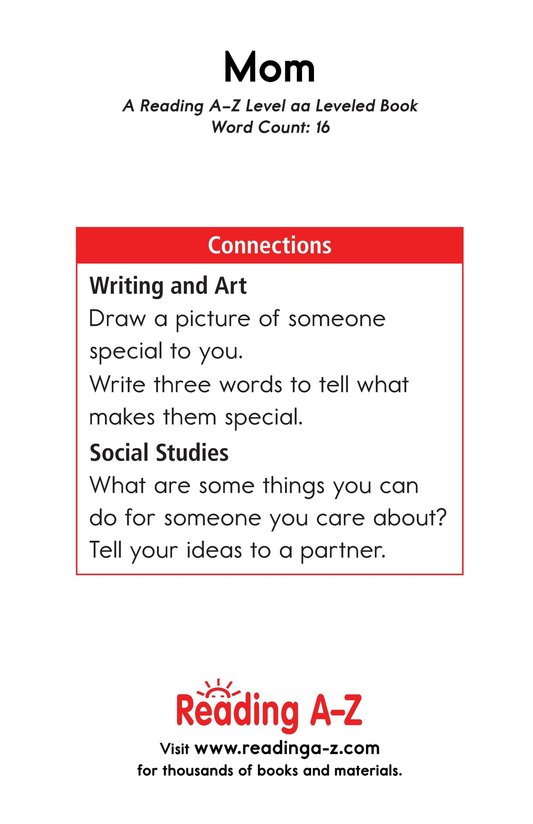 Mom
A Reading A–Z Level aa Leveled Book
Word Count: 16
Connections
Writing and Art
Draw a picture of someone
special to you.
Write three words to tell what
makes them special.
Social Studies
What are some things you can
do for someone you care about?
Tell your ideas to a partner.
Reading A–Z
Visit www.readinga-z.com
for thousands of books and materials.